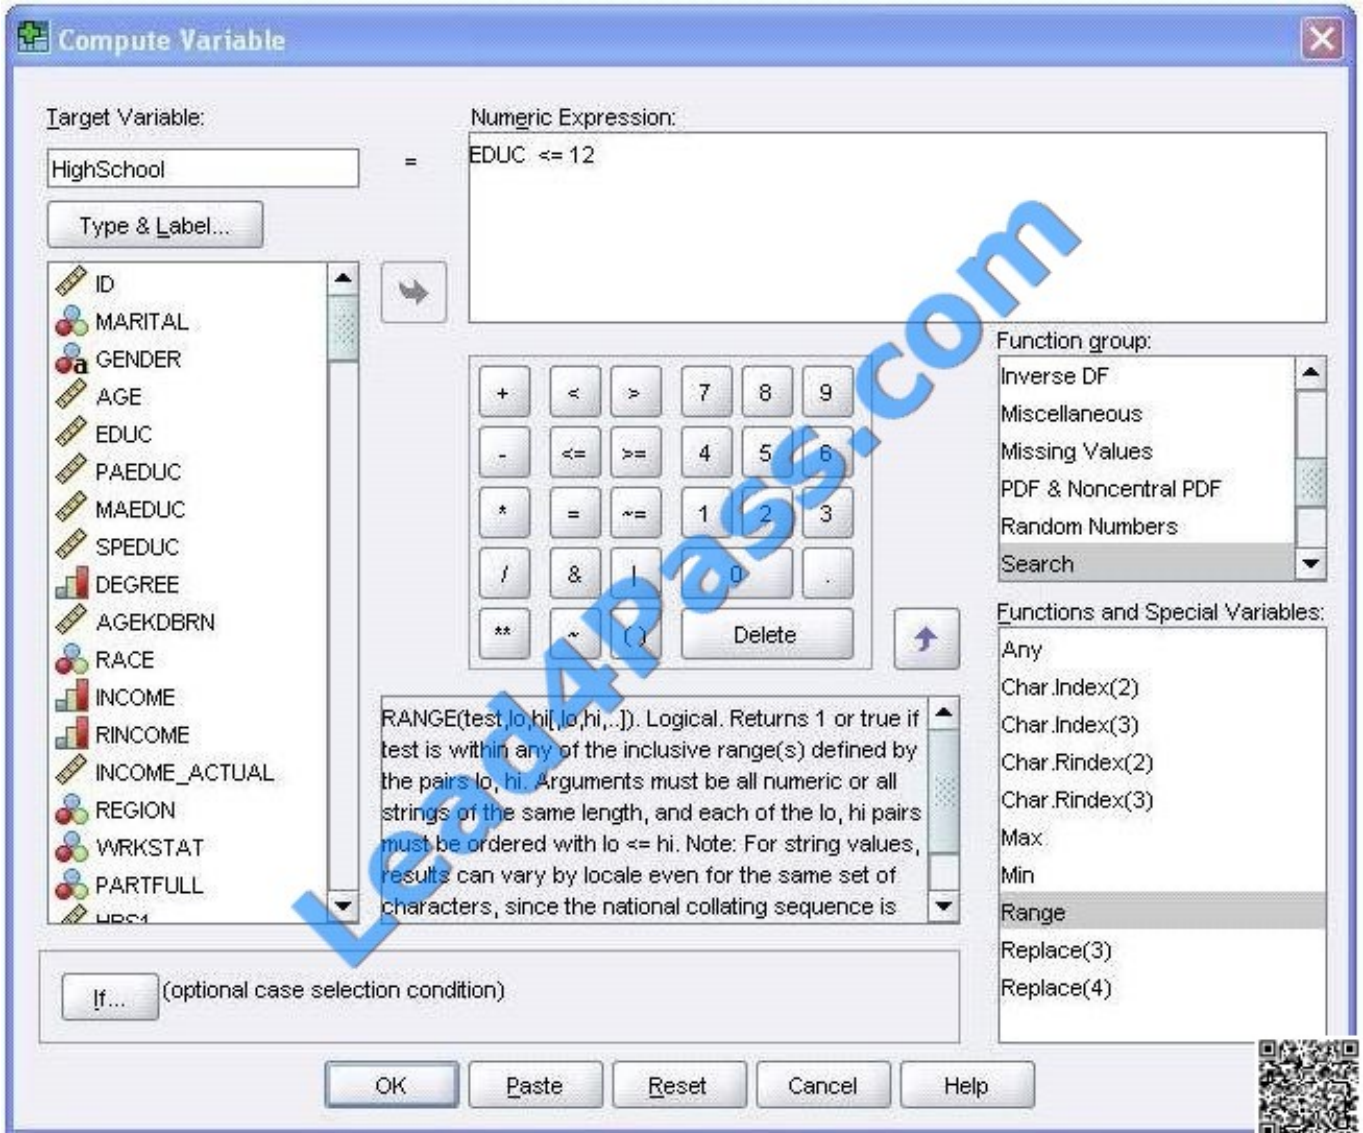 Compute Variable
Target Variable:
HighSchool
Type & Label...
=
Numeric Expression:
EDUC <= 12
ID
MARITAL
GENDER
AGE
EDUC
PAEDUC
MAEDUC
SPEDUC
DEGREE
AGEKDBRN
RACE
INCOME
RINCOME
INCOME_ACTUAL
REGION
WRKSTAT
PARTFULL
HRS1
+ < > 7 8 9
- <= >= 4 5 6
* = ~= 1 2 3
/ & | 0 .
** ~ ( ) Delete
Function group:
Inverse DF
Miscellaneous
Missing Values
PDF & Noncentral PDF
Random Numbers
Search
Functions and Special Variables:
Any
Char.Index(2)
Char.Index(3)
Char.Rindex(2)
Char.Rindex(3)
Max
Min
Range
Replace(3)
Replace(4)
RANGE(test,lo,hi[,lo,hi,..]). Logical. Returns 1 or true if
test is within any of the inclusive range(s) defined by
the pairs lo, hi. Arguments must be all numeric or all
strings of the same length, and each of the lo, hi pairs
must be ordered with lo <= hi. Note: For string values,
results can vary by locale even for the same set of
characters, since the national collating sequence is
If... (optional case selection condition)
OK Paste Reset Cancel Help
Lead4Pass.com